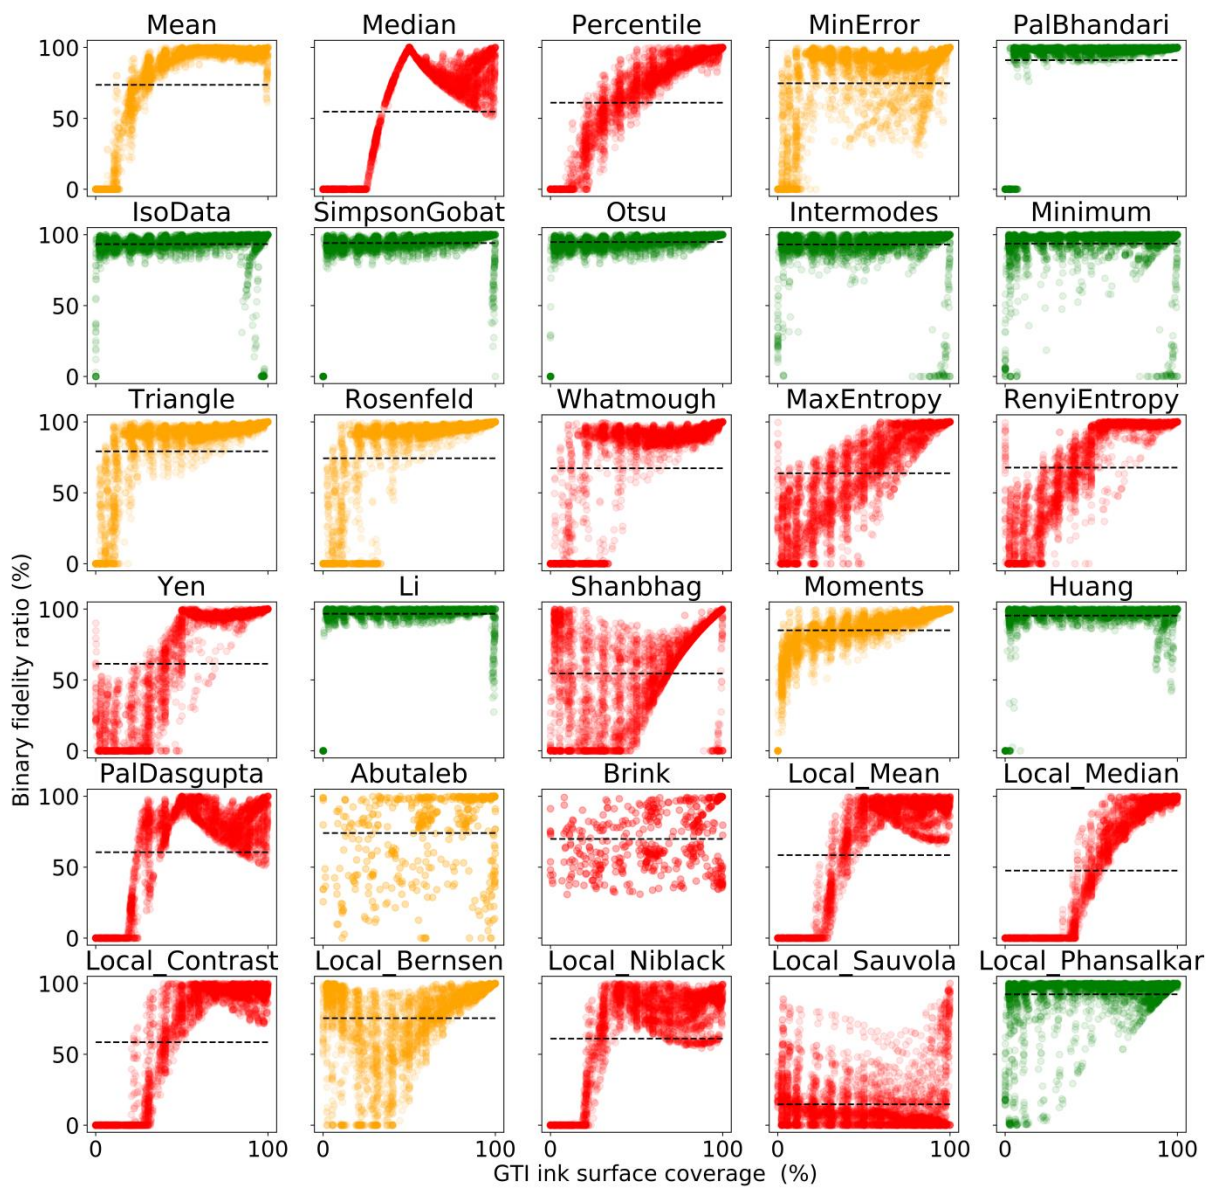 Mean Median Percentile MinError PalBhandari
100
50
0
IsoData SimpsonGobat Otsu Intermodes Minimum
100
50
0
Triangle Rosenfeld Whatmough MaxEntropy RenyiEntropy
100
50
0
Yen Li Shanbhag Moments Huang
100
50
0
PalDasgupta Abutaleb Brink Local_Mean Local_Median
100
50
0
Local_Contrast Local_Bernsen Local_Niblack Local_Sauvola Local_Phansalkar
100
50
0
0 100 0 100 0 100 0 100 0 100
Binary fidelity ratio (%)
GTI ink surface coverage (%)